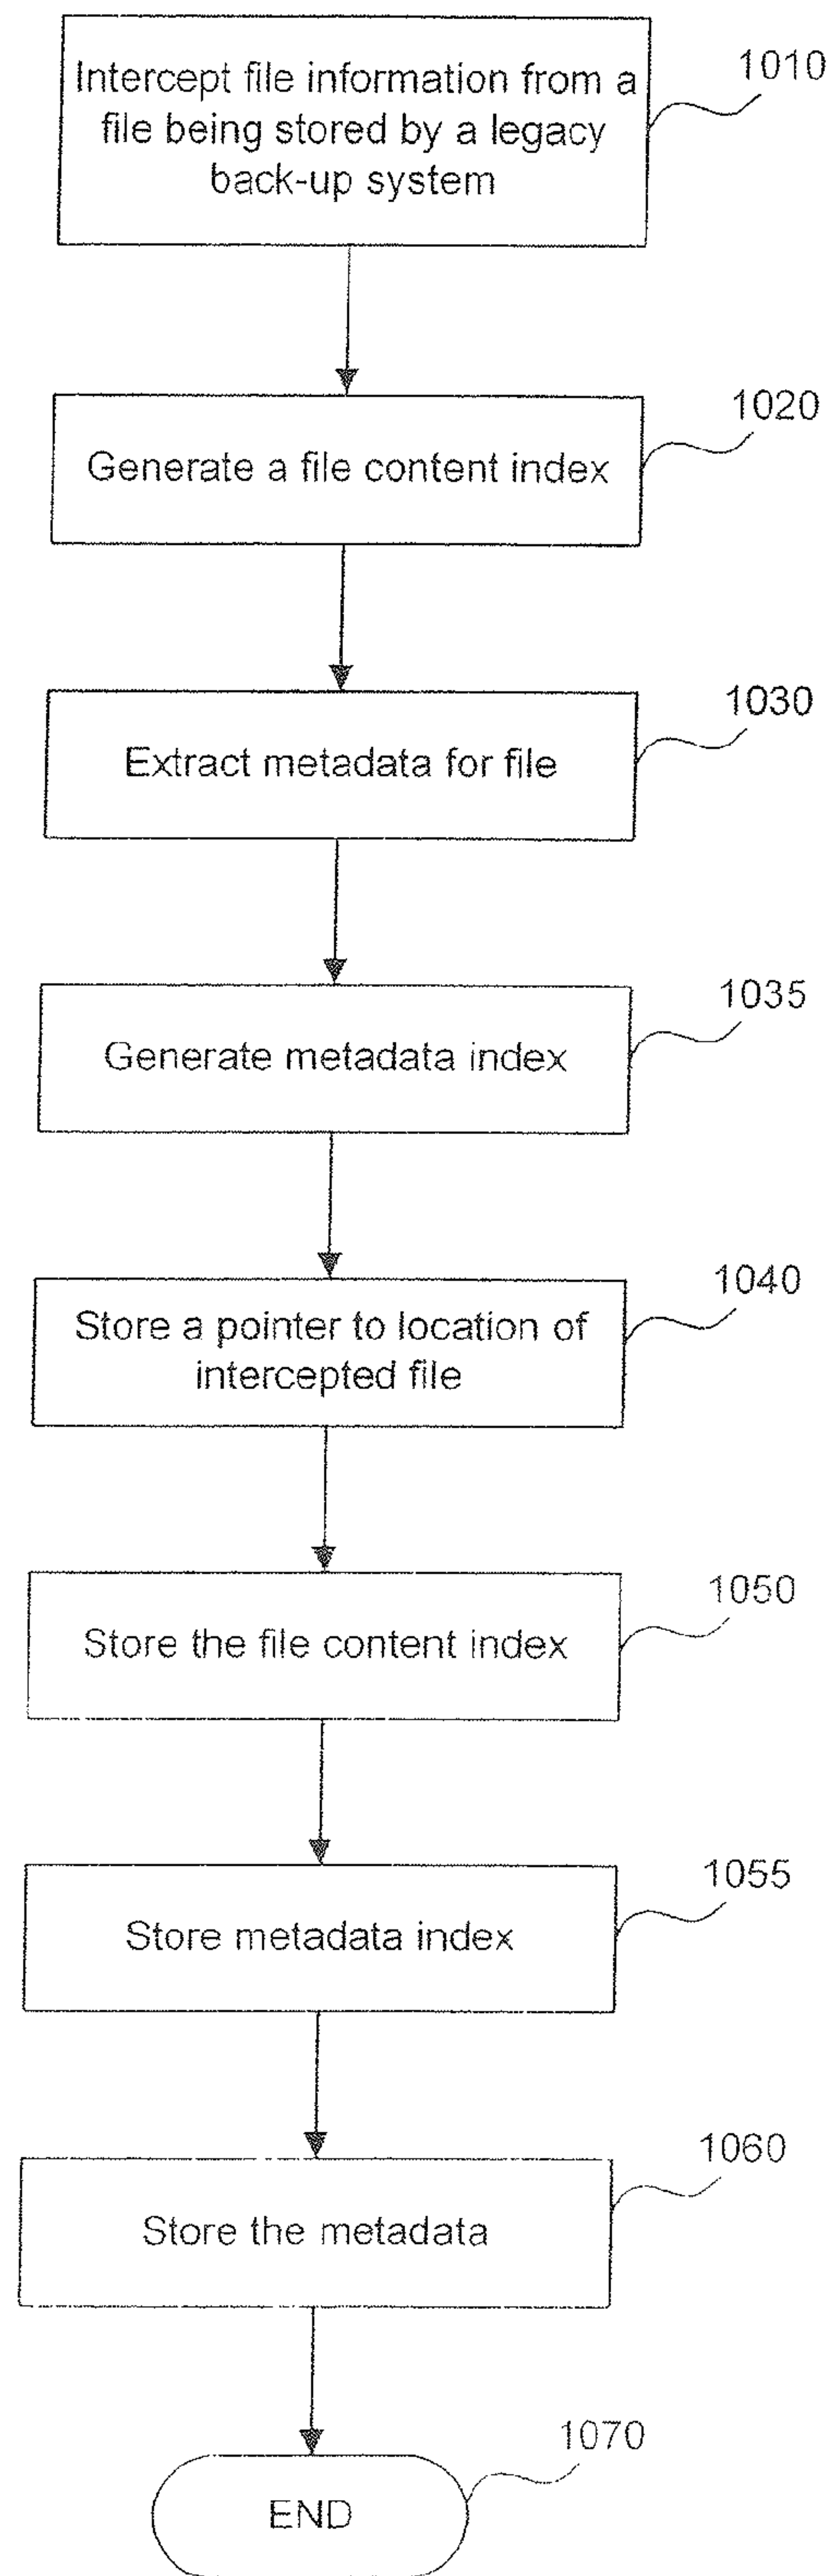 Intercept file information from a
file being stored by a legacy
back-up system
1010
Generate a file content index
1020
Extract metadata for file
1030
Generate metadata index
1035
Store a pointer to location of
intercepted file
1040
Store the file content index
1050
Store metadata index
1055
Store the metadata
1060
END
1070